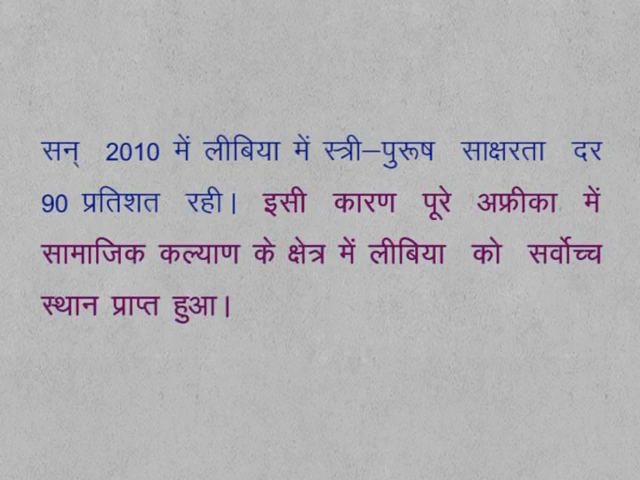 सन् 2010 में लीबिया में स्त्री–पुरूष साक्षरता दर
90 प्रतिशत रही। इसी कारण पूरे अफ्रीका में
सामाजिक कल्याण के क्षेत्र में लीबिया को सर्वोच्च
स्थान प्राप्त हुआ।